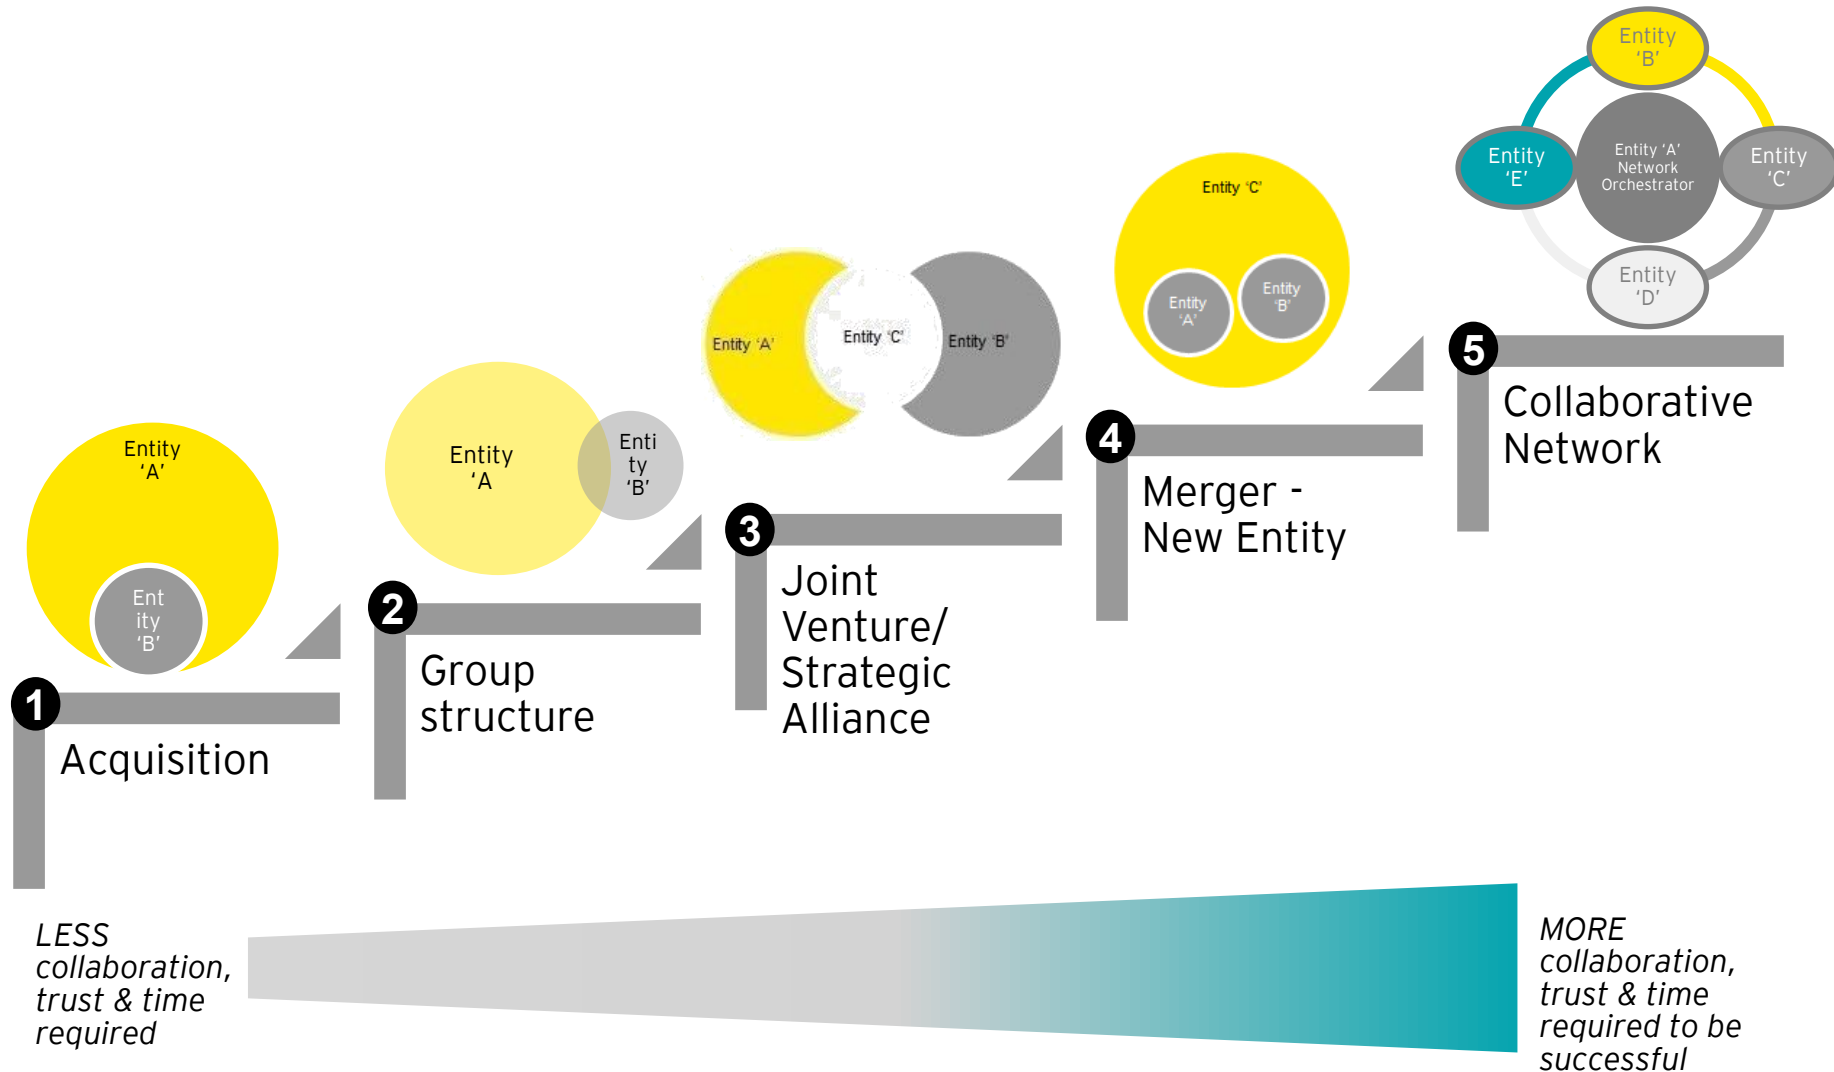 Entity
‘A’
Ent
ity
‘B’
1
Acquisition
Entity
‘A
Enti
ty
‘B’
2
Group
structure
Entity ‘A’
Entity ‘C’
Entity ‘B’
3
Joint
Venture/
Strategic
Alliance
Entity ‘C’
Entity
‘A’
Entity
‘B’
4
Merger -
New Entity
Entity
‘B’
Entity
‘E’
Entity ‘A’
Network
Orchestrator
Entity
‘C’
Entity
‘D’
5
Collaborative
Network
LESS
collaboration,
trust & time
required
MORE
collaboration,
trust & time
required to be
successful